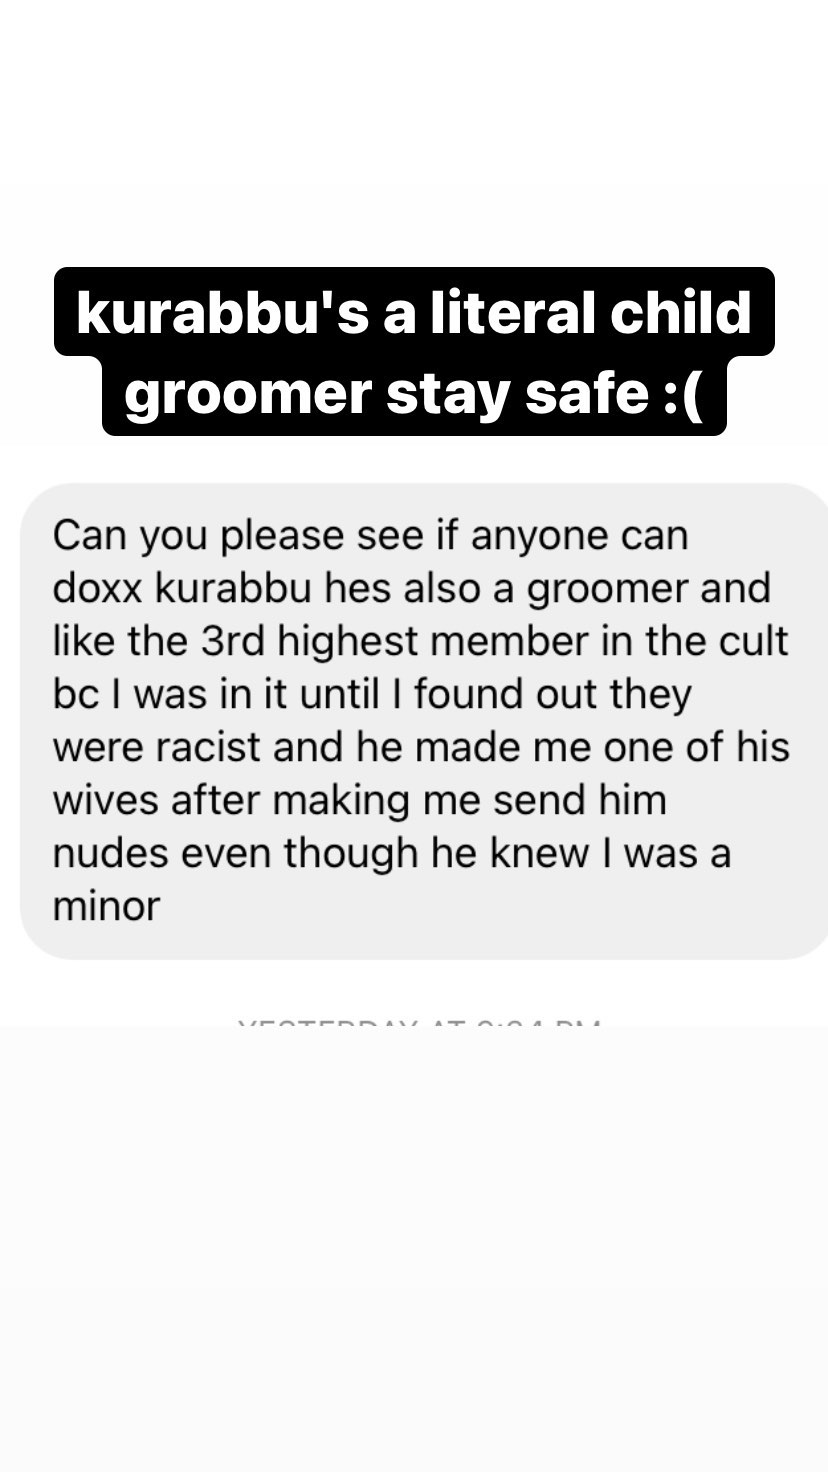 kurabbu's a literal child
groomer stay safe :(
Can you please see if anyone can
doxx kurabbu hes also a groomer and
like the 3rd highest member in the cult
bc I was in it until I found out they
were racist and he made me one of his
wives after making me send him
nudes even though he knew I was a
minor
YESTERDAY AT